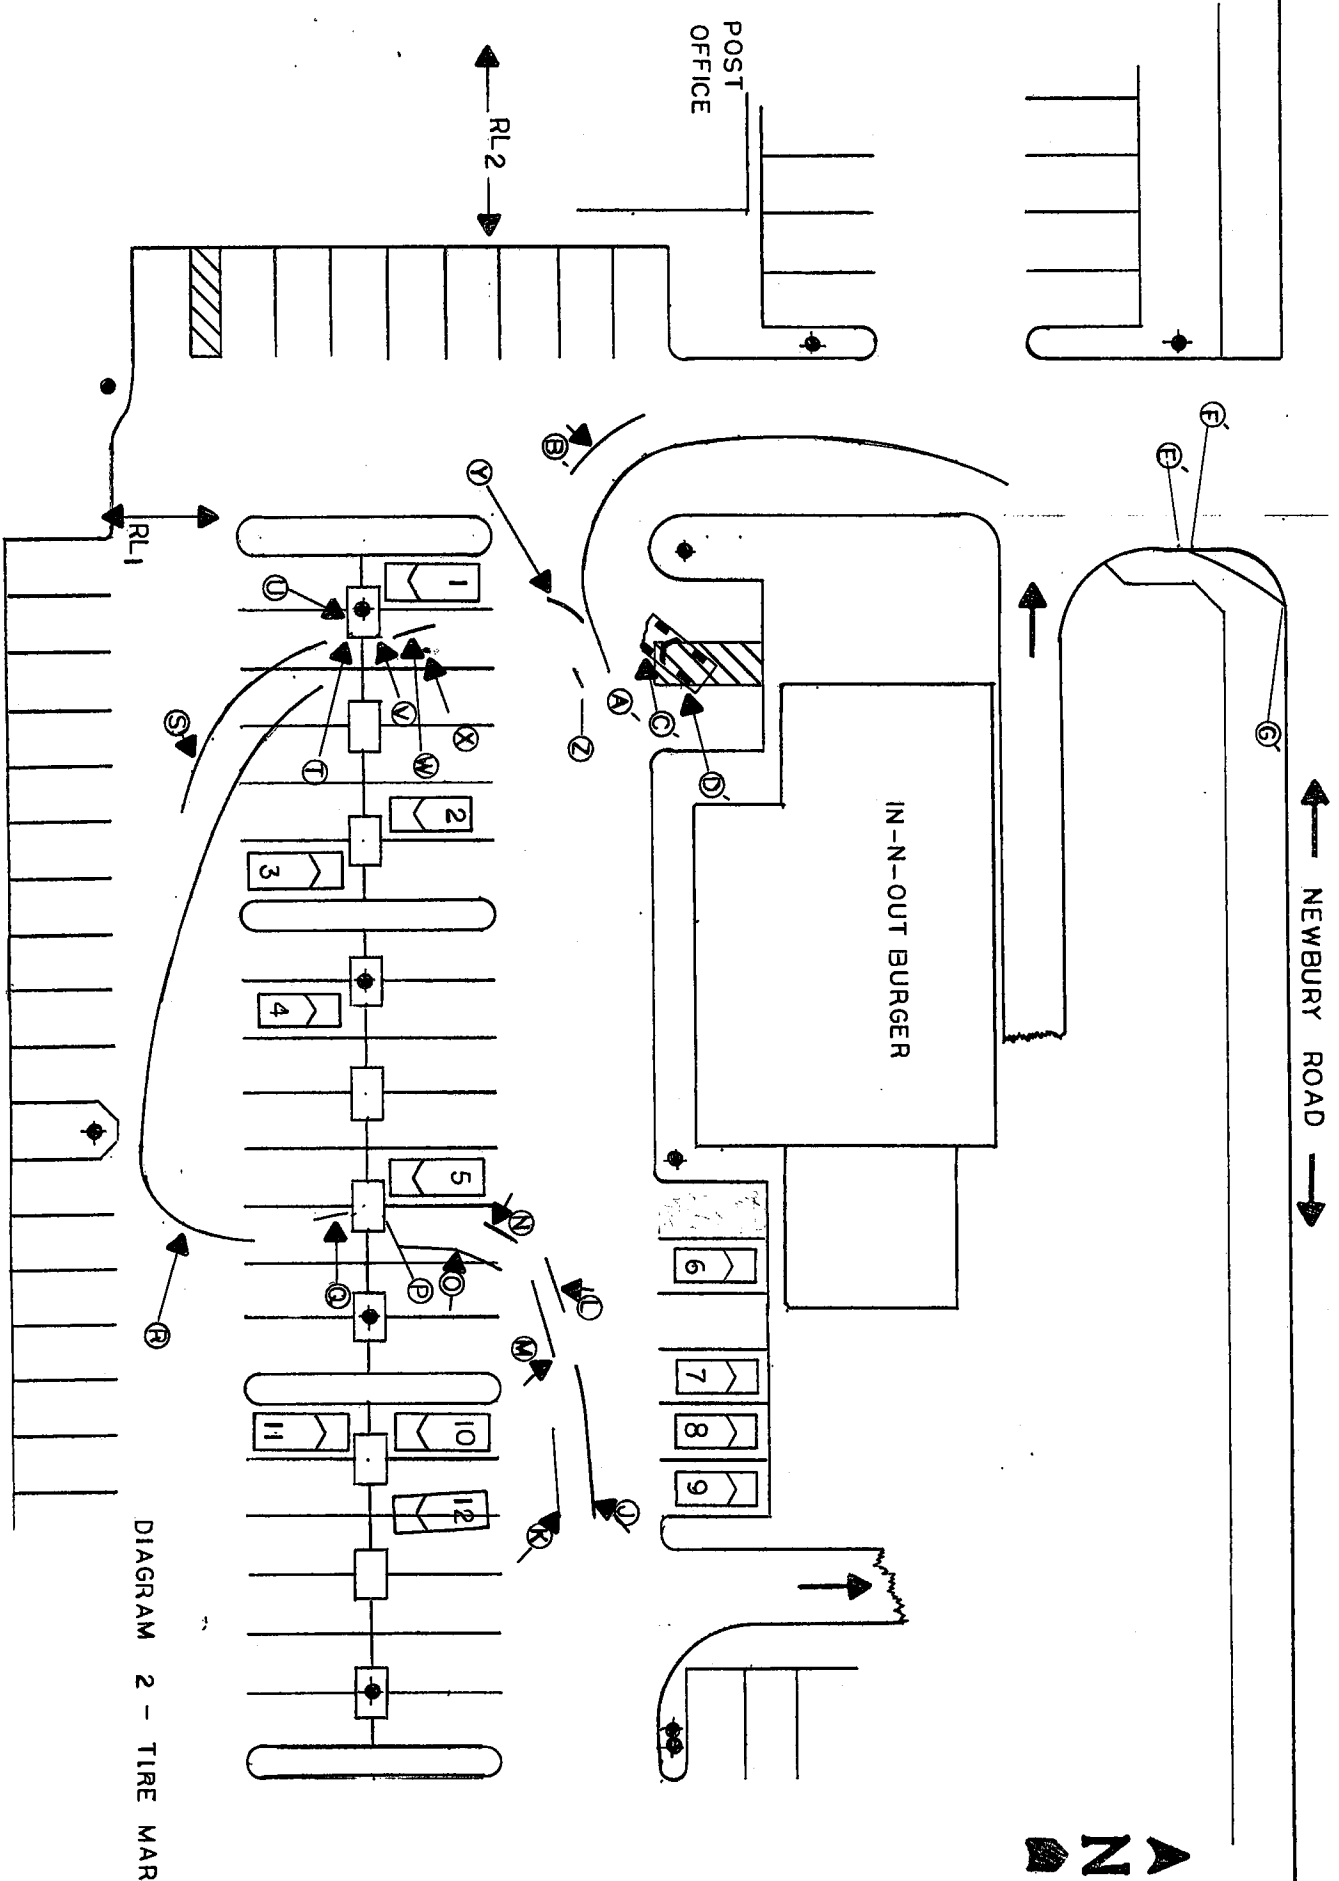 POST
OFFICE
RL2
RL1
NEWBURY ROAD
IN-N-OUT BURGER
F'
E'
G'
B'
Y
U
A'
C'
D'
Z
X
V
W
S
T
1
2
3
4
5
6
7
8
9
10
11
12
N
O
P
Q
R
L
M
J
K
DIAGRAM 2 - TIRE MAR
N